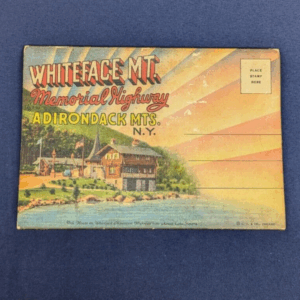 WHITEFACE MT.
Memorial Highway
ADIRONDACK MTS.
N.Y.
PLACE
STAMP
HERE